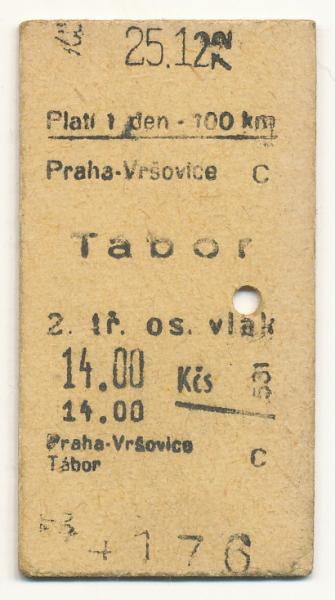 25.12
Platí 1 den - 100 km
Praha-Vršovice C
Tábor
2. tř. os. vlak
14.00 Kčs
14.00
531
Praha-Vršovice
Tábor C
+176